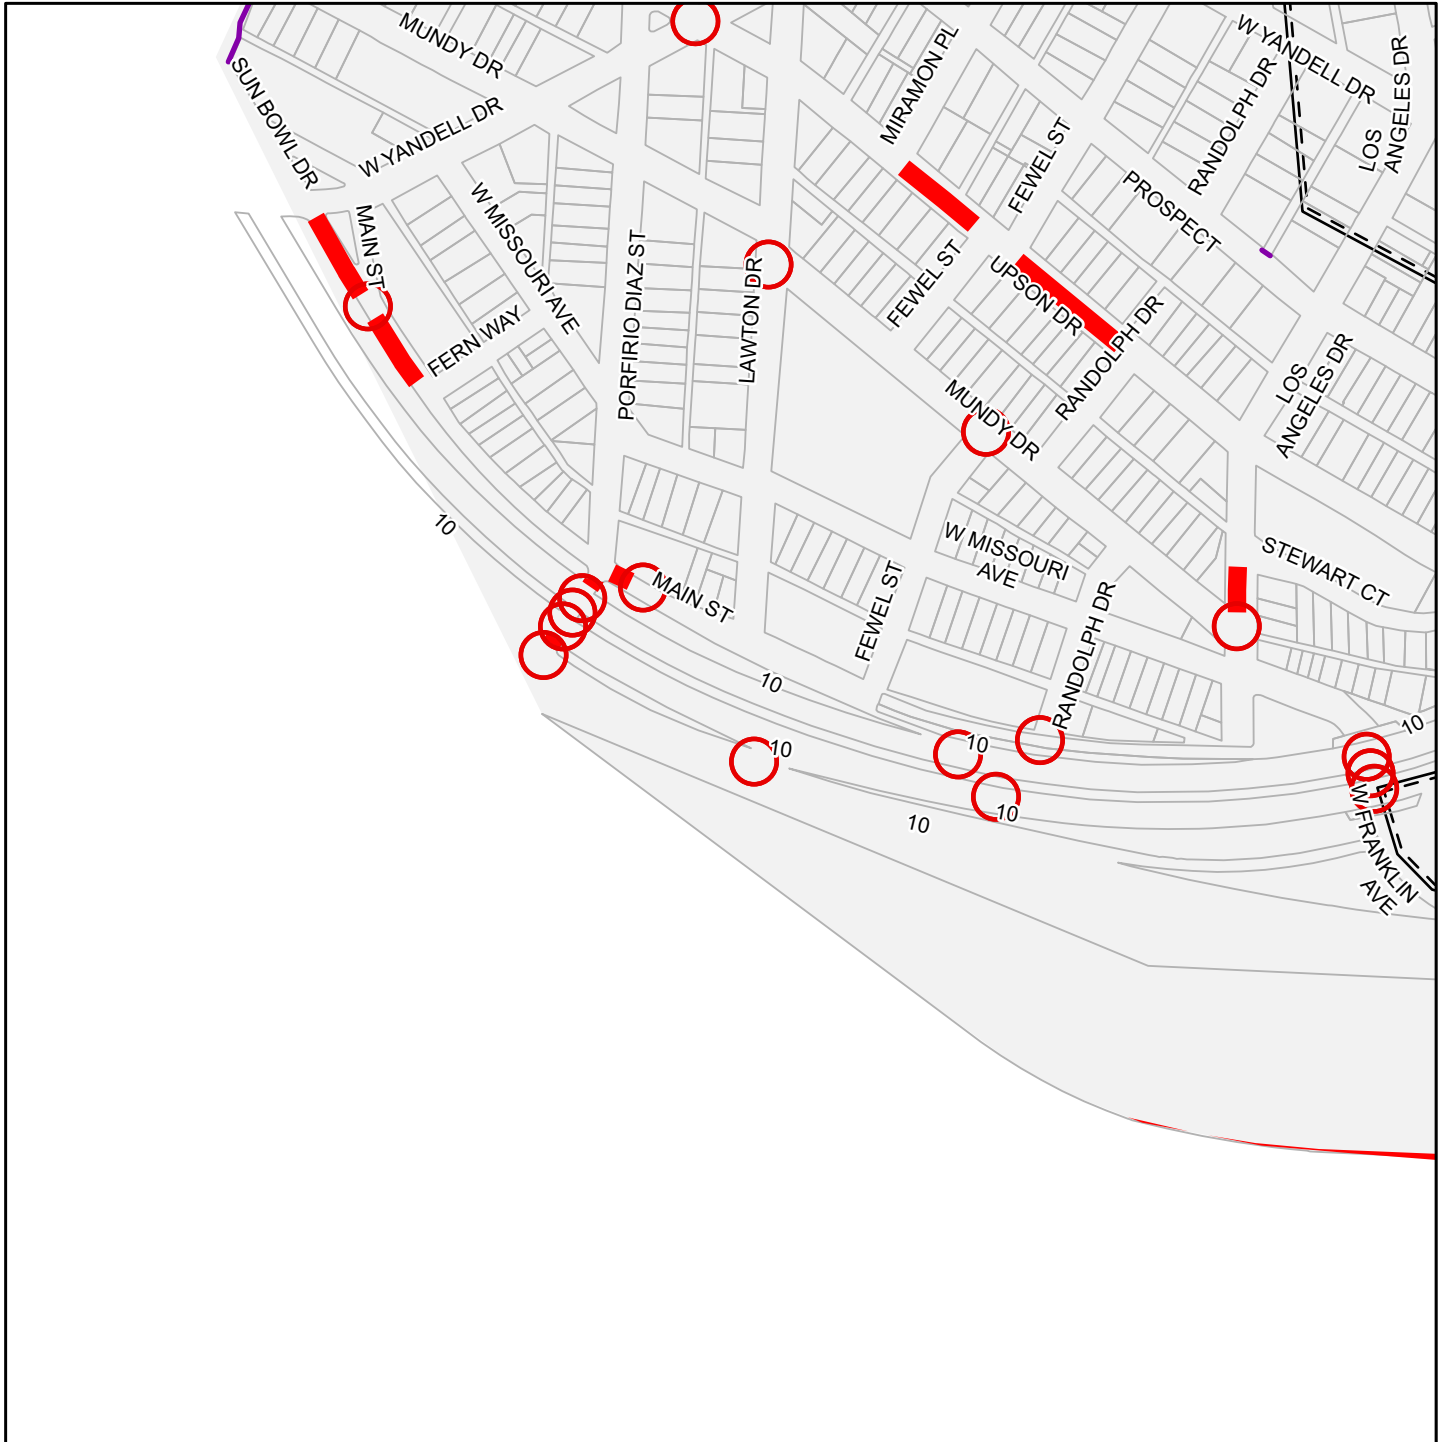 MUNDY DR
W YANDELL DR
MIRAMON PL
LOS
ANGELES DR
SUN BOWL DR
W YANDELL DR
RANDOLPH DR
FEWEL ST
PROSPECT
MAIN ST
W MISSOURI AVE
PORFIRIO DIAZ ST
LAWTON DR
FEWEL ST
UPSON DR
RANDOLPH DR
FERN WAY
LOS
ANGELES DR
MUNDY DR
10
W MISSOURI
AVE
STEWART CT
MAIN ST
FEWEL ST
RANDOLPH DR
10
10
10
10
10
10
W FRANKLIN
AVE